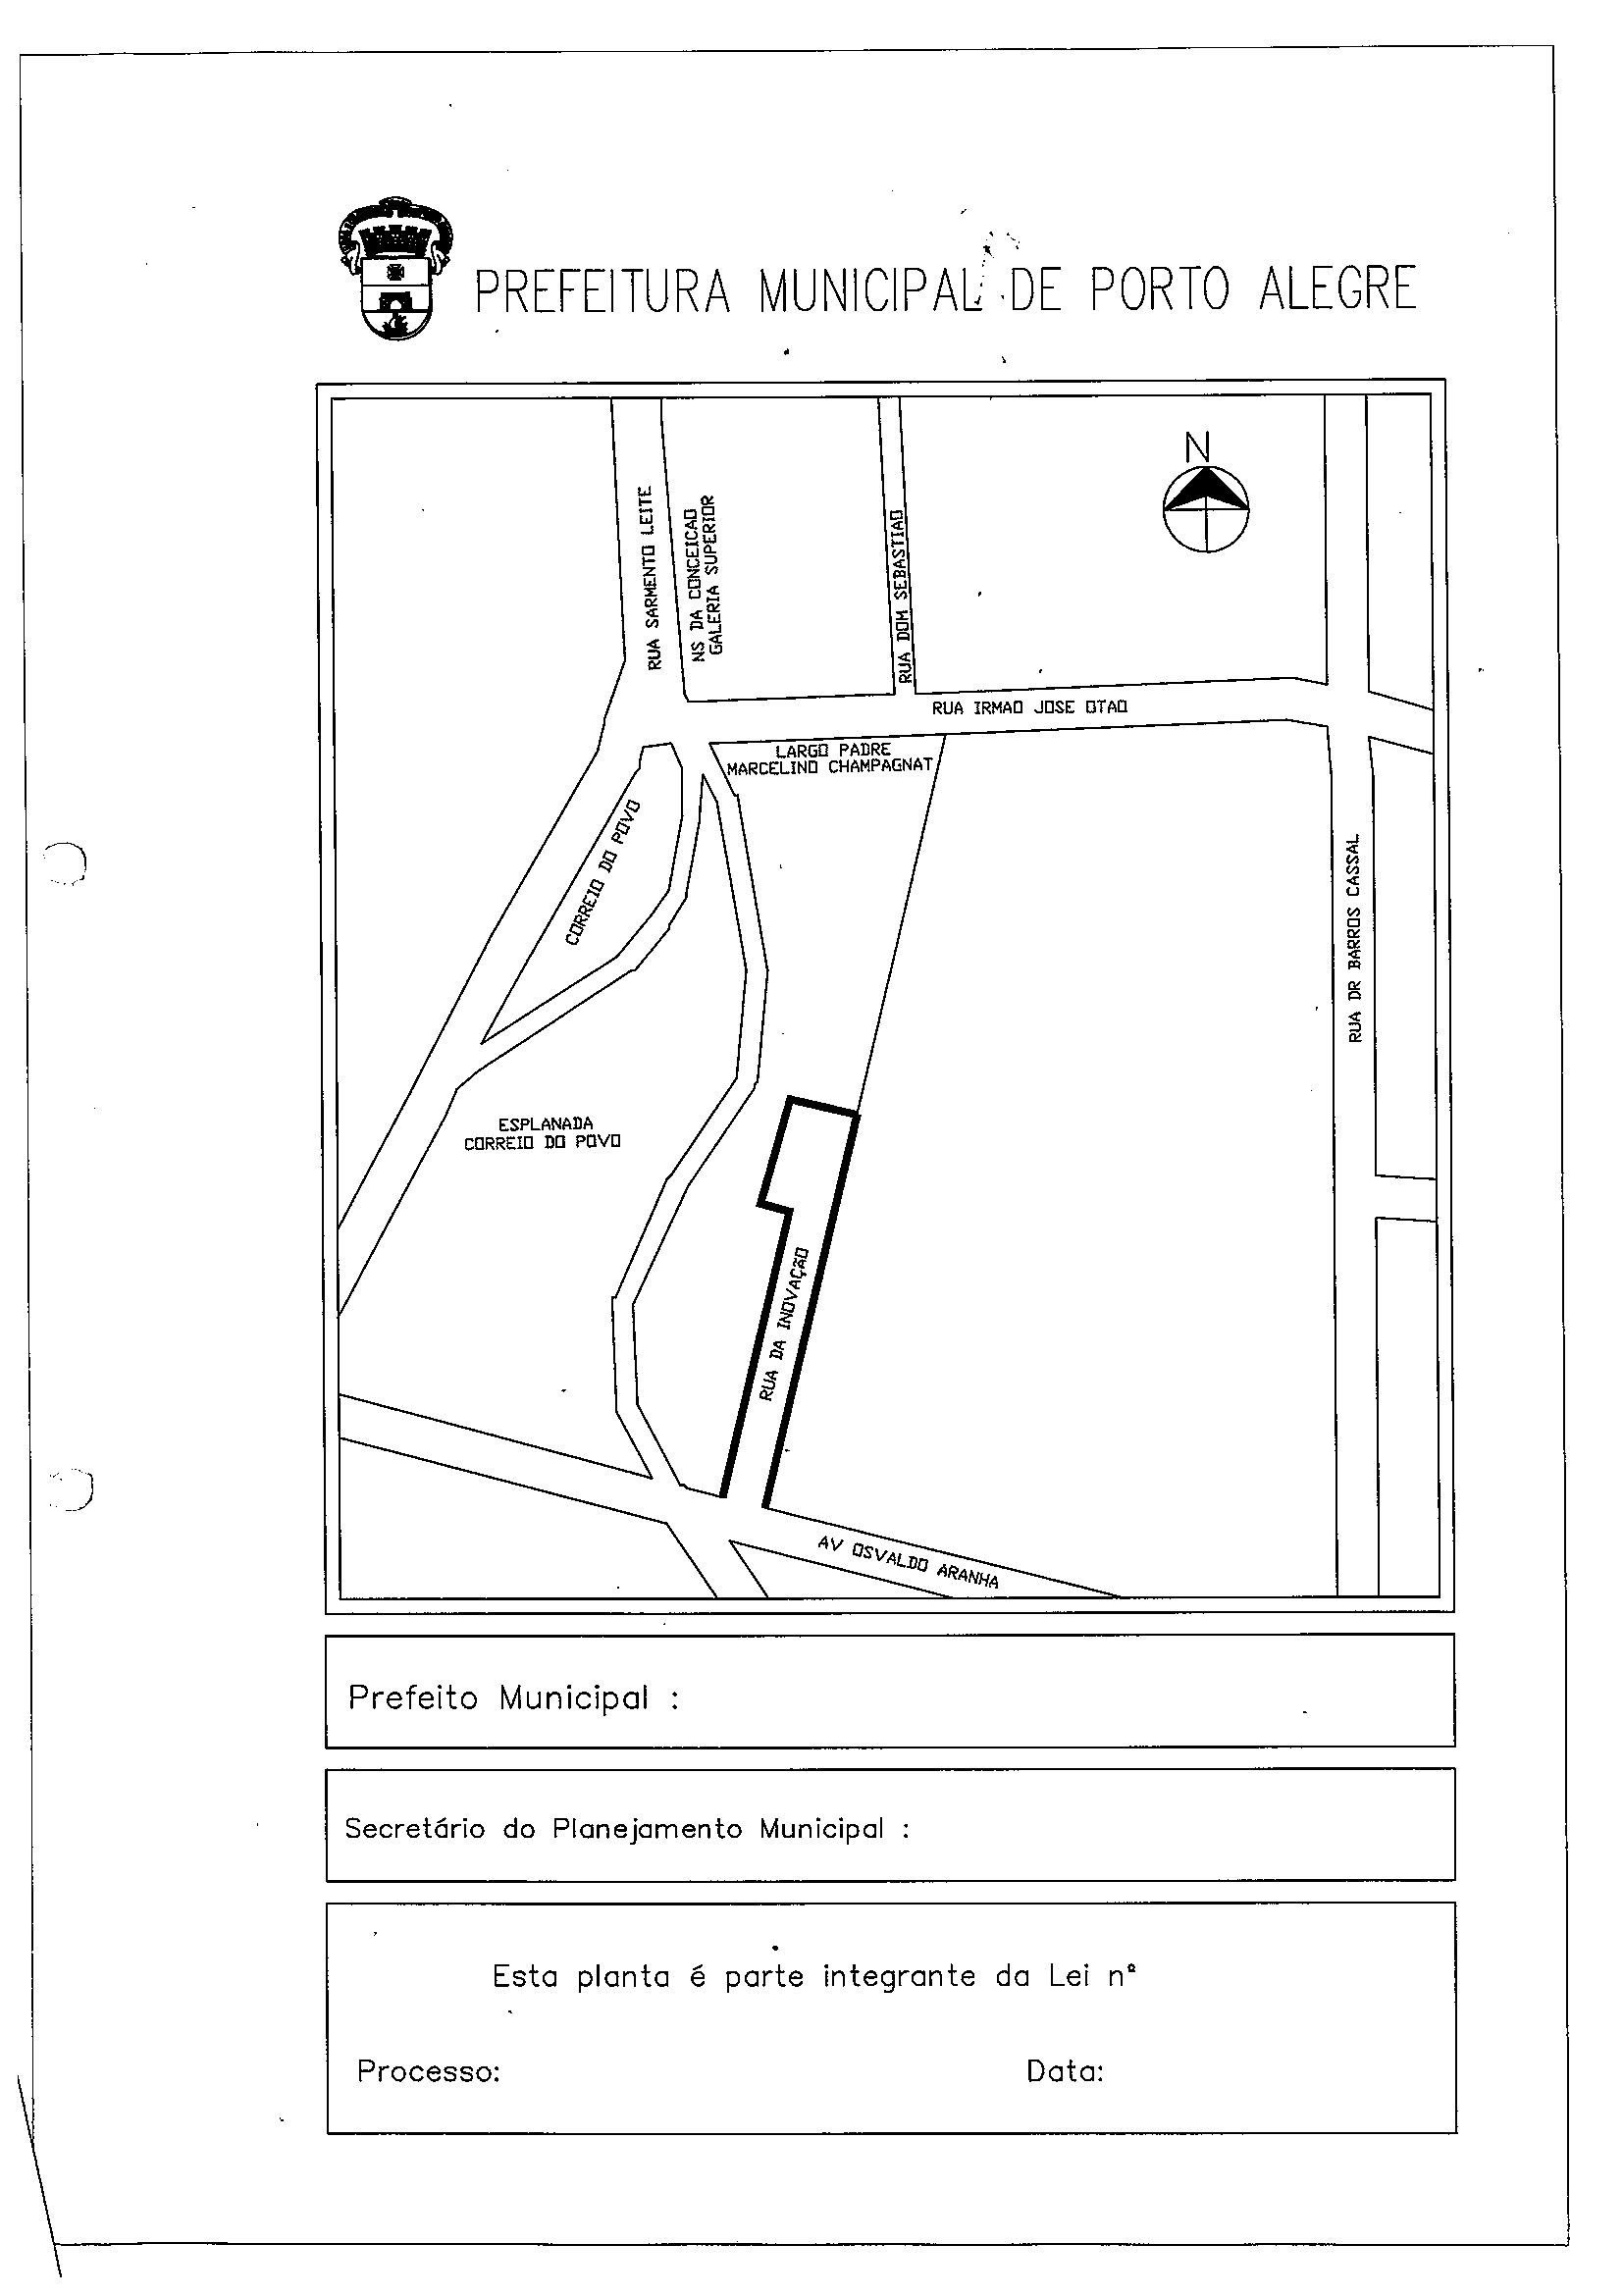 PREFEITURA MUNICIPAL DE PORTO ALEGRE
N
RUA SARMENTO LEITE
NS DA CONCEICAO
GALERIA SUPERIOR
RUA DOM SEBASTIAO
RUA IRMAO JOSE OTAO
LARGO PADRE
MARCELINO CHAMPAGNAT
CORREIO DO POVO
RUA DR BARROS CASSAL
ESPLANADA
CORREIO DO POVO
RUA DA INOVAÇÃO
AV OSVALDO ARANHA
Prefeito Municipal :
Secretário do Planejamento Municipal :
Esta planta é parte integrante da Lei nº
Processo:
Data: